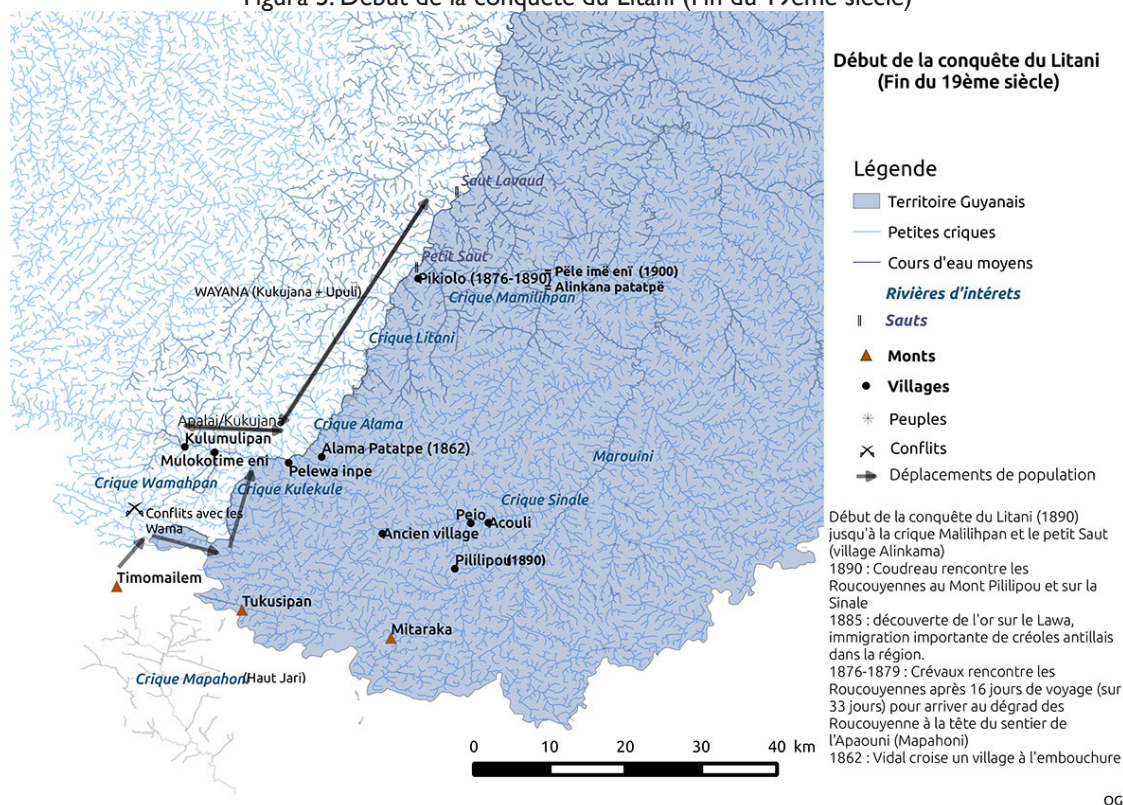 Figura 5. Début de la conquête du Litani (Fin du 19ème siècle)
Début de la conquête du Litani
(Fin du 19ème siècle)
Saut Lavaud
Petit Saut
Pikiolo (1876-1890)
= Pëlë imë enï (1900)
= Alinkana patatpë
WAYANA (Kukujana + Upuli)
Crique Mamilihpan
Crique Litani
Apalai/Kukujana
Kulumulipan
Crique Alama
Mulokotime eni
Alama Patatpe (1862)
Pelewa inpe
Marouini
Crique Wamahpan
Crique Kulekule
Crique Sinale
Conflits avec les
Wama
Peio
Acouli
Ancien village
Pililipou (1890)
Timomailem
Tukusipan
Mitaraka
Crique Mapahoni (Haut Jari)
0 10 20 30 40 km
Légende
Territoire Guyanais
Petites criques
Cours d'eau moyens
Rivières d'intérets
Sauts
Monts
Villages
Peuples
Conflits
Déplacements de population
Début de la conquête du Litani (1890)
jusqu'à la crique Malilihpan et le petit Saut
(village Alinkama)
1890 : Coudreau rencontre les
Roucouyennes au Mont Pililipou et sur la
Sinale
1885 : découverte de l'or sur le Lawa,
immigration importante de créoles antillais
dans la région.
1876-1879 : Crévaux rencontre les
Roucouyennes après 16 jours de voyage (sur
33 jours) pour arriver au dégrad des
Roucouyenne à la tête du sentier de
l'Apaouni (Mapahoni)
1862 : Vidal croise un village à l'embouchure
OG